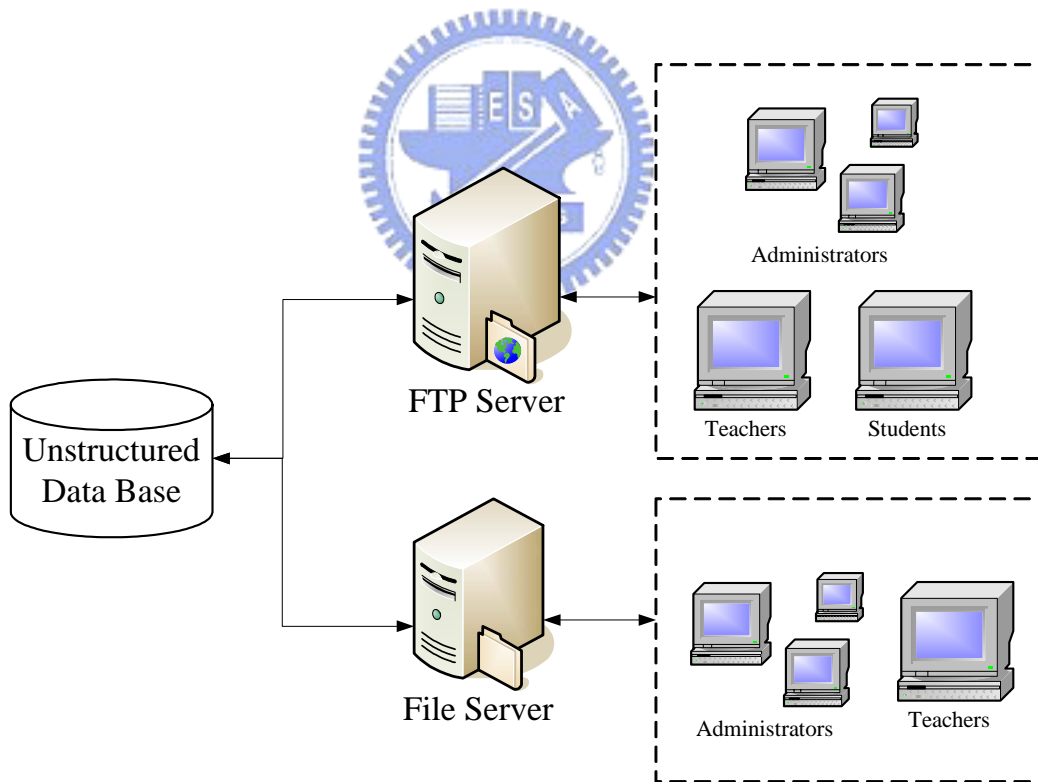 E S A
Administrators
Teachers
Students
FTP Server
Unstructured
Data Base
File Server
Administrators
Teachers